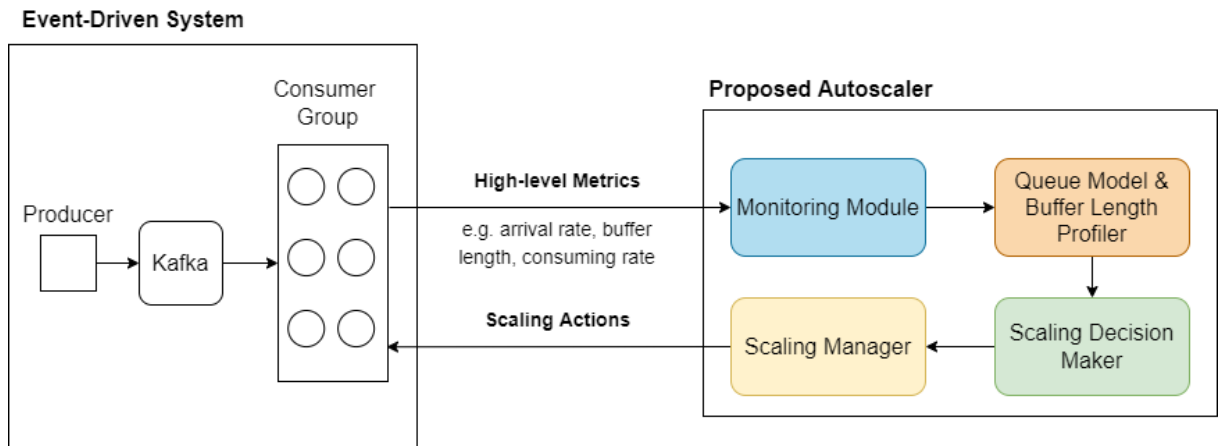 Event-Driven System
Consumer
Group
Producer
Kafka
High-level Metrics
e.g. arrival rate, buffer
length, consuming rate
Scaling Actions
Proposed Autoscaler
Monitoring Module
Queue Model &
Buffer Length
Profiler
Scaling Manager
Scaling Decision
Maker